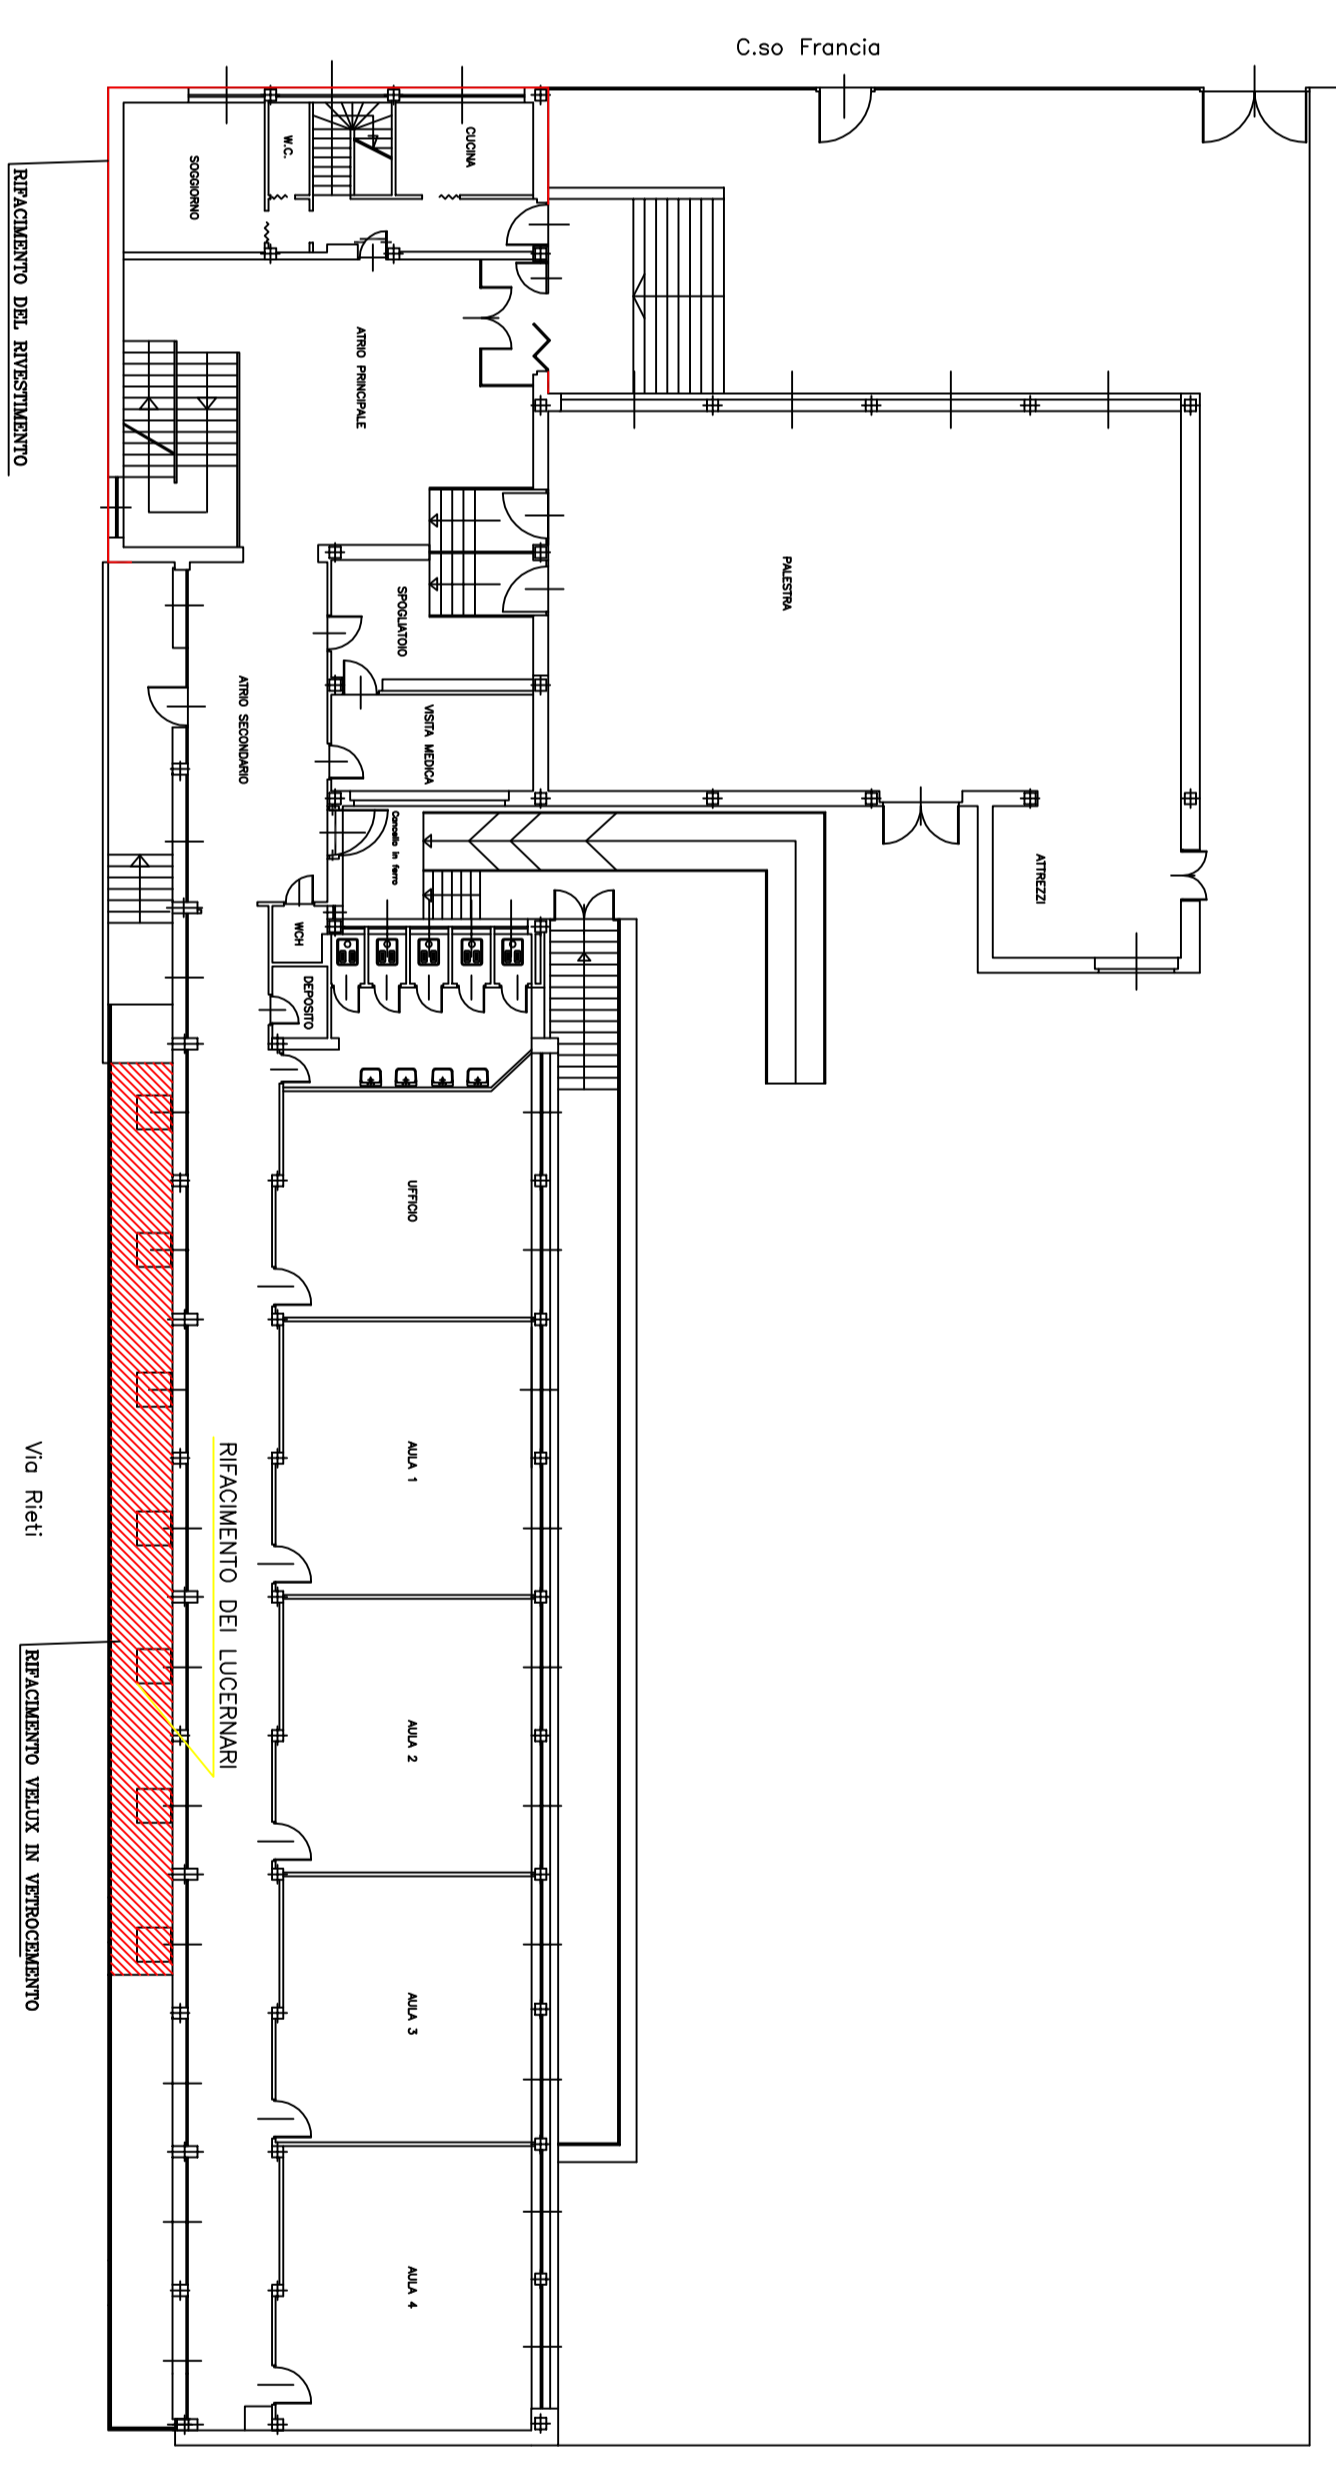 C.so Francia
CUCINA
W.C.
SOGGIORNO
RIFACIMENTO DEL RIVESTIMENTO
ATRIO PRINCIPALE
PALESTRA
SPOGLIATOIO
VISITA MEDICA
ATRIO SECONDARIO
Cancello in ferro
ATTREZZI
WCH
DEPOSITO
UFFICIO
AULA 1
RIFACIMENTO DEI LUCERNARI
Via Rieti
AULA 2
RIFACIMENTO VELUX IN VETROCEMENTO
AULA 3
AULA 4